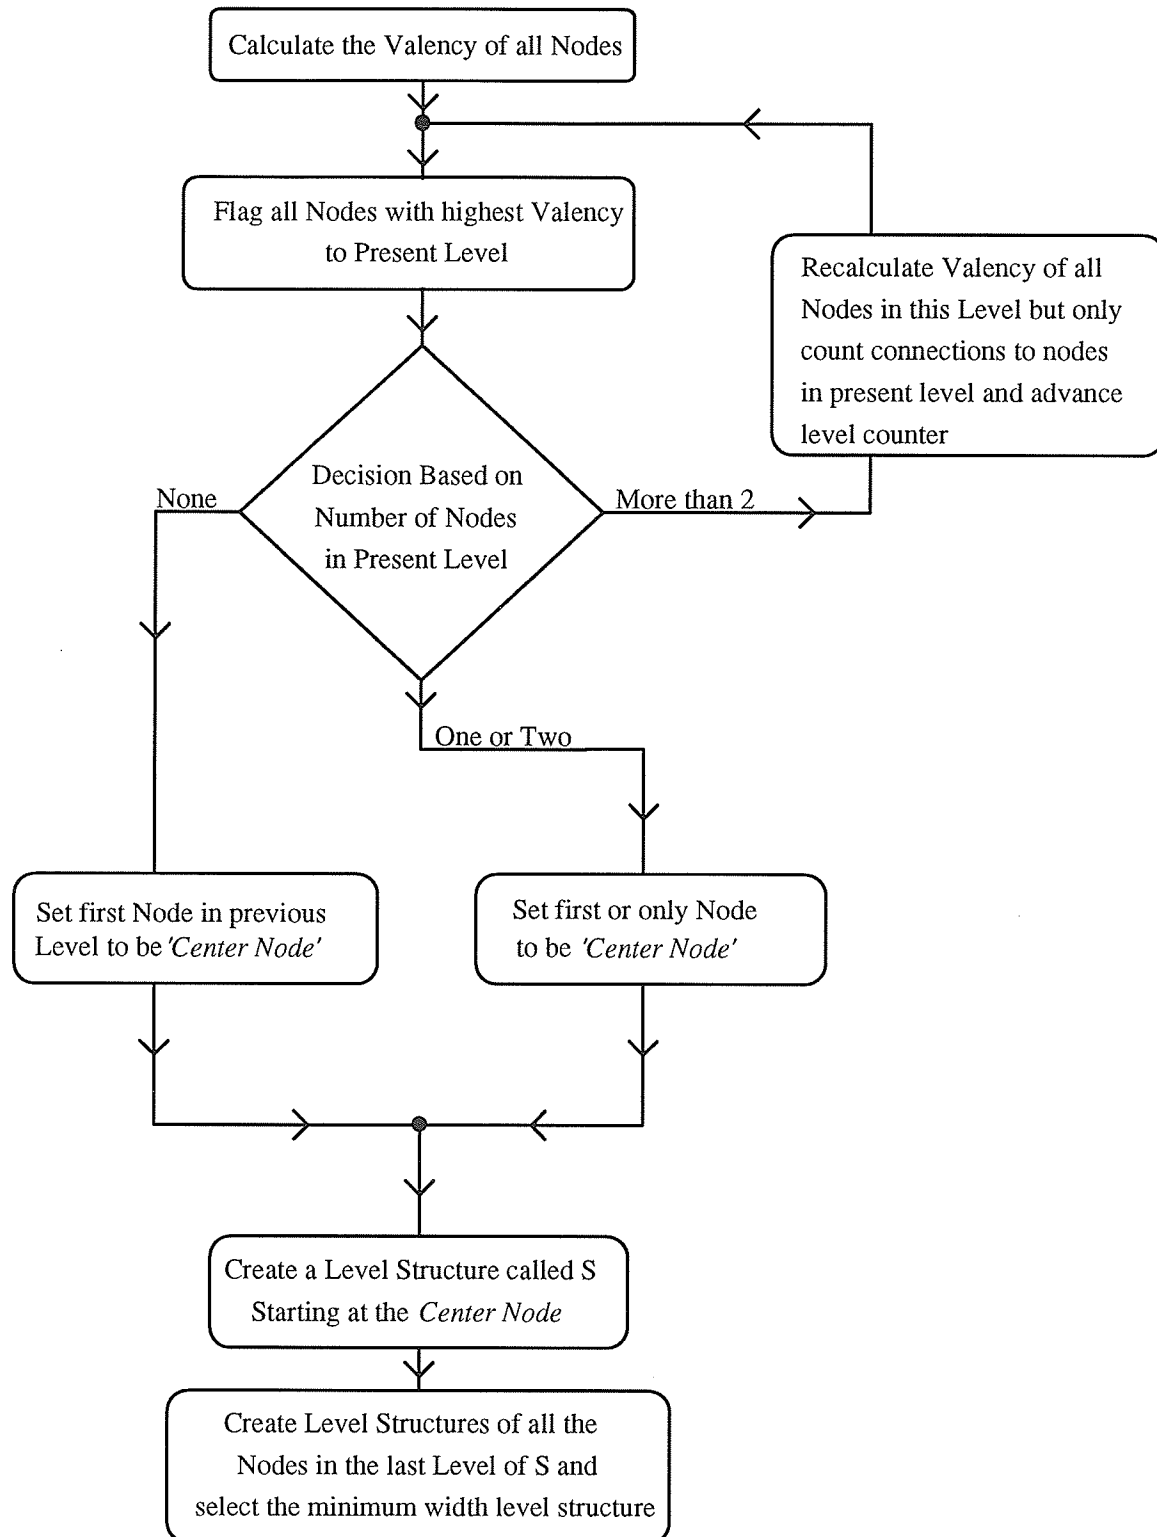 Calculate the Valency of all Nodes
Flag all Nodes with highest Valency
to Present Level
Recalculate Valency of all
Nodes in this Level but only
count connections to nodes
in present level and advance
level counter
Decision Based on
Number of Nodes
in Present Level
None
More than 2
One or Two
Set first Node in previous
Level to be 'Center Node'
Set first or only Node
to be 'Center Node'
Create a Level Structure called S
Starting at the Center Node
Create Level Structures of all the
Nodes in the last Level of S and
select the minimum width level structure